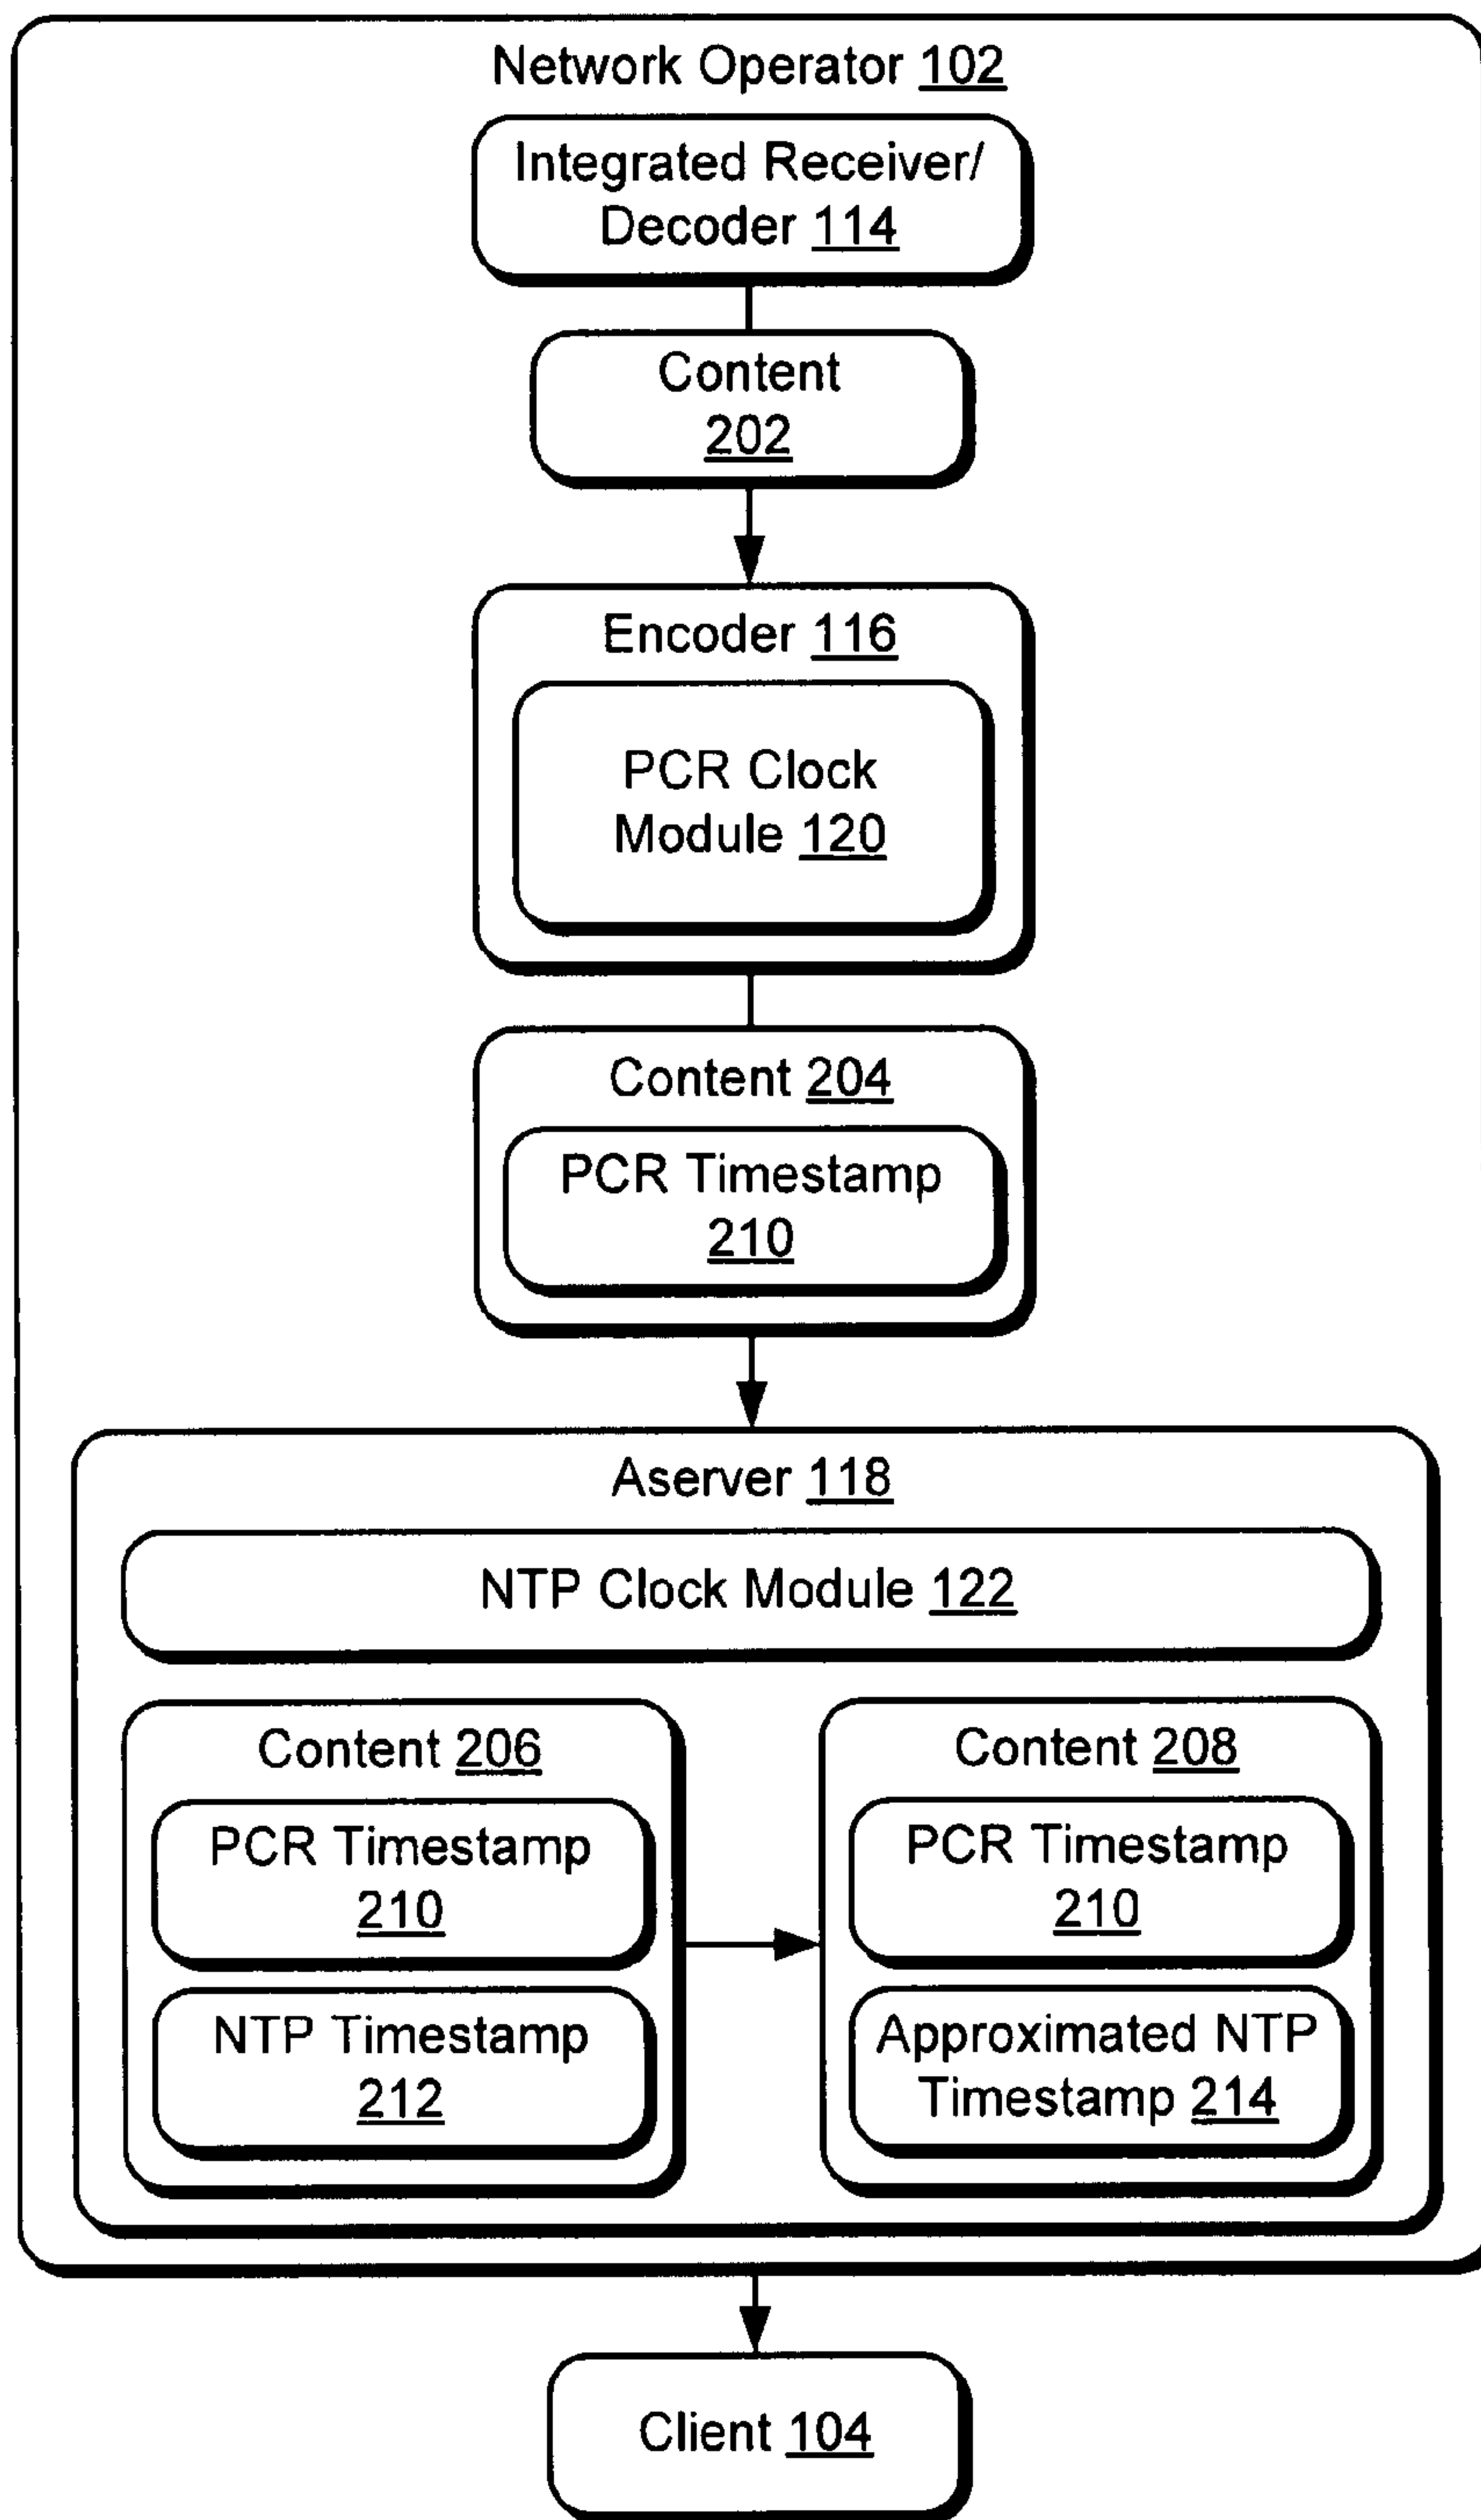 Network Operator 102
Integrated Receiver/
Decoder 114
Content
202
Encoder 116
PCR Clock
Module 120
Content 204
PCR Timestamp
210
Aserver 118
NTP Clock Module 122
Content 206
PCR Timestamp
210
NTP Timestamp
212
Content 208
PCR Timestamp
210
Approximated NTP
Timestamp 214
Client 104